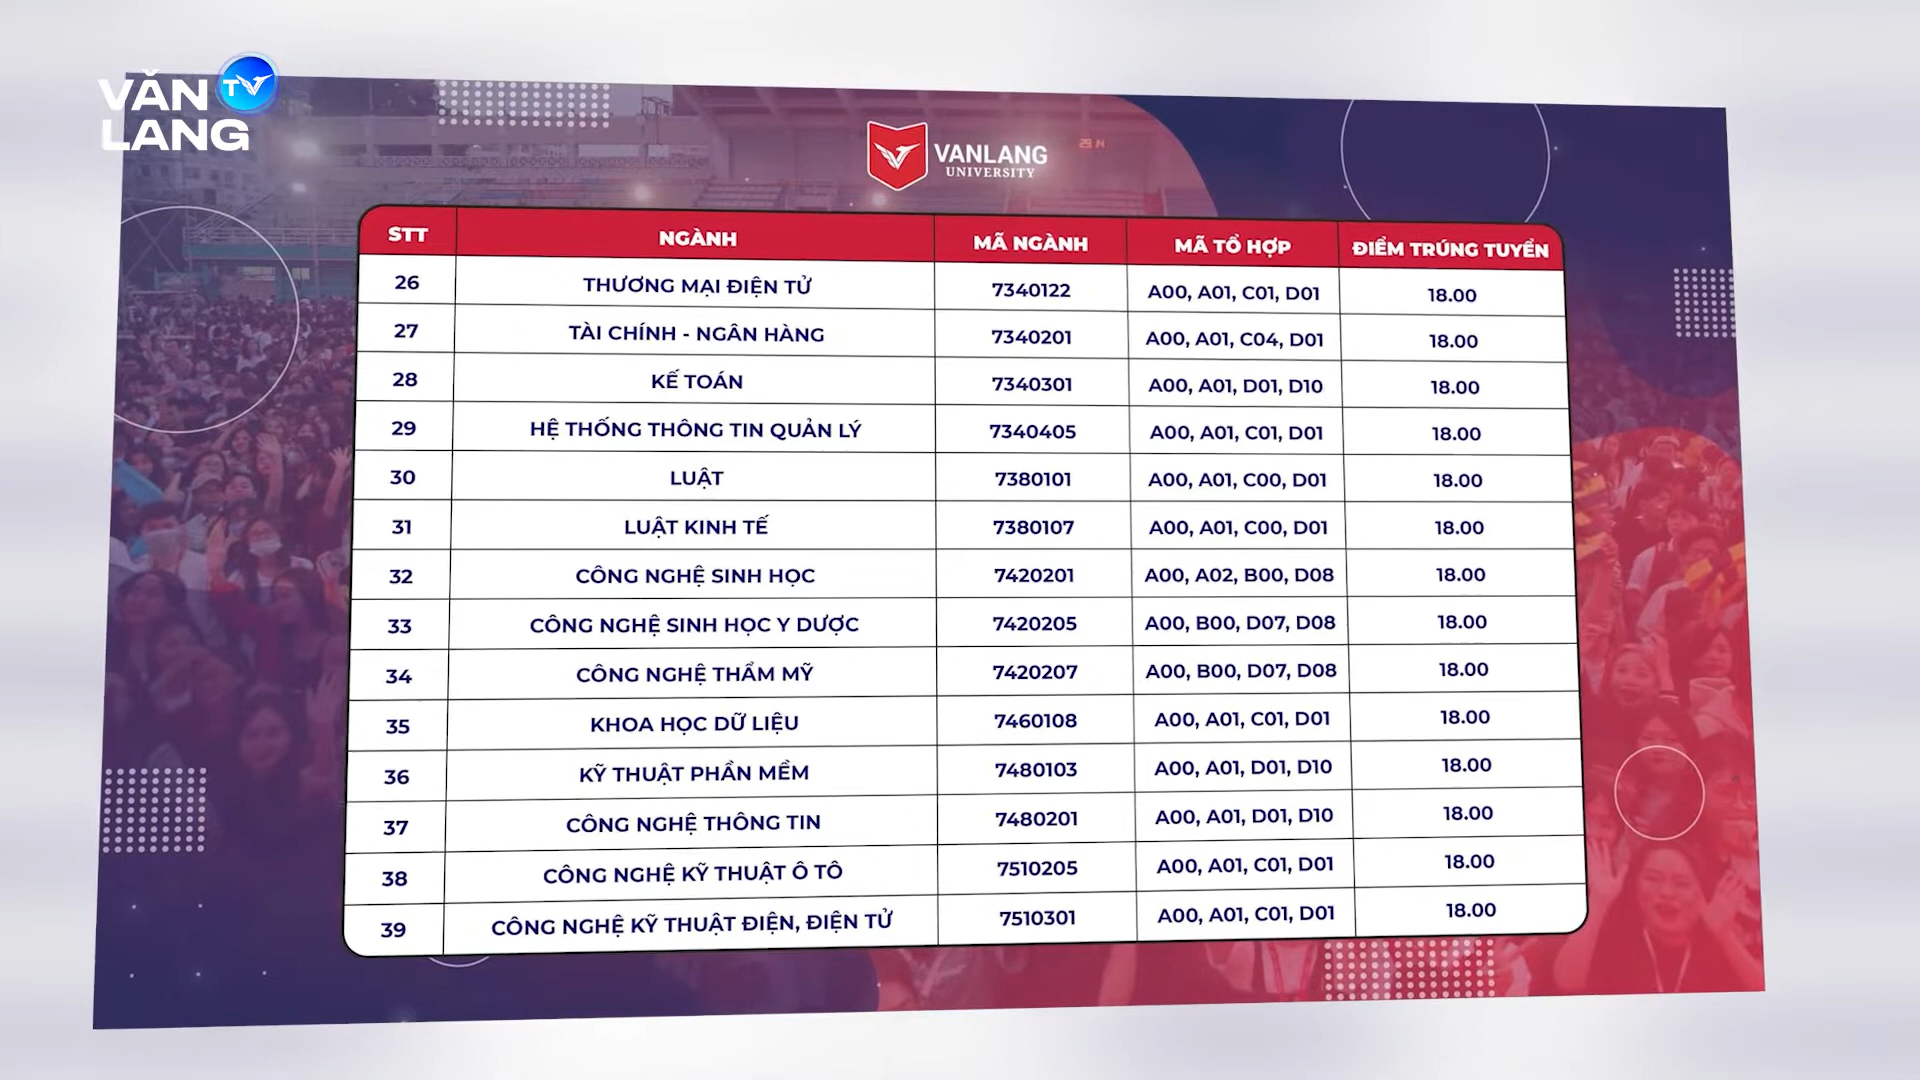 VĂN TV
LANG
VANLANG
UNIVERSITY
STT NGÀNH MÃ NGÀNH MÃ TỔ HỢP ĐIỂM TRÚNG TUYỂN
26 THƯƠNG MẠI ĐIỆN TỬ 7340122 A00, A01, C01, D01 18.00
27 TÀI CHÍNH - NGÂN HÀNG 7340201 A00, A01, C04, D01 18.00
28 KẾ TOÁN 7340301 A00, A01, D01, D10 18.00
29 HỆ THỐNG THÔNG TIN QUẢN LÝ 7340405 A00, A01, C01, D01 18.00
30 LUẬT 7380101 A00, A01, C00, D01 18.00
31 LUẬT KINH TẾ 7380107 A00, A01, C00, D01 18.00
32 CÔNG NGHỆ SINH HỌC 7420201 A00, A02, B00, D08 18.00
33 CÔNG NGHỆ SINH HỌC Y DƯỢC 7420205 A00, B00, D07, D08 18.00
34 CÔNG NGHỆ THẨM MỸ 7420207 A00, B00, D07, D08 18.00
35 KHOA HỌC DỮ LIỆU 7460108 A00, A01, C01, D01 18.00
36 KỸ THUẬT PHẦN MỀM 7480103 A00, A01, D01, D10 18.00
37 CÔNG NGHỆ THÔNG TIN 7480201 A00, A01, D01, D10 18.00
38 CÔNG NGHỆ KỸ THUẬT Ô TÔ 7510205 A00, A01, C01, D01 18.00
39 CÔNG NGHỆ KỸ THUẬT ĐIỆN, ĐIỆN TỬ 7510301 A00, A01, C01, D01 18.00